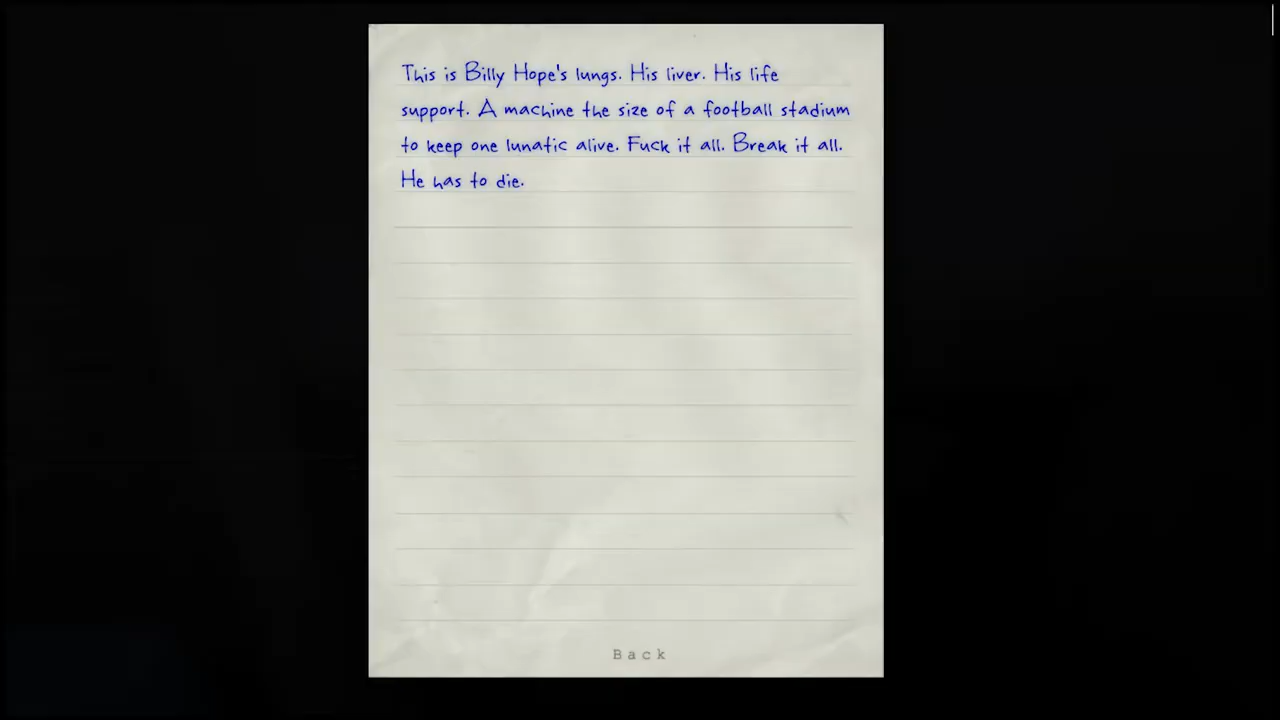 This is Billy Hope's lungs. His liver. His life
support. A machine the size of a football stadium
to keep one lunatic alive. Fuck it all. Break it all.
He has to die.
Back